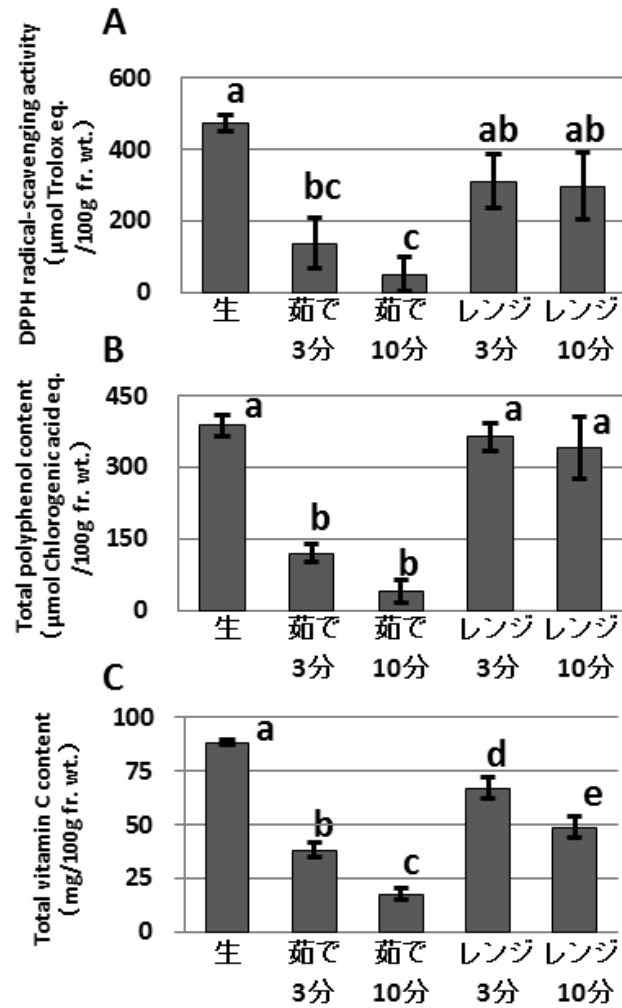 A
DPPH radical-scavenging activity
(μmol Trolox eq.
/100g fr. wt.)
600
400
200
0
a
bc
c
ab
ab
生
茹で
茹で
レンジ
レンジ
3分
10分
3分
10分
B
Total polyphenol content
(μmol Chlorogenic acid eq.
/100g fr. wt.)
450
300
150
0
a
b
b
a
a
生
茹で
茹で
レンジ
レンジ
3分
10分
3分
10分
C
Total vitamin C content
(mg/100g fr. wt.)
100
75
50
25
0
a
b
c
d
e
生
茹で
茹で
レンジ
レンジ
3分
10分
3分
10分